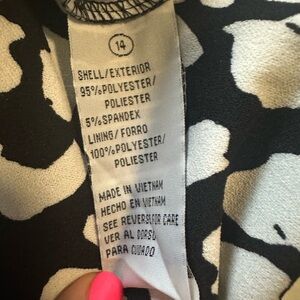 14
SHELL/EXTERIOR
95%POLYESTER/
POLIESTER
5%SPANDEX
LINING/FORRO
100%POLYESTER/
POLIESTER
MADE IN VIETNAM
HECHO EN VIETNAM
SEE REVERSE FOR CARE
VER AL DORSO
PARA CUIDADO